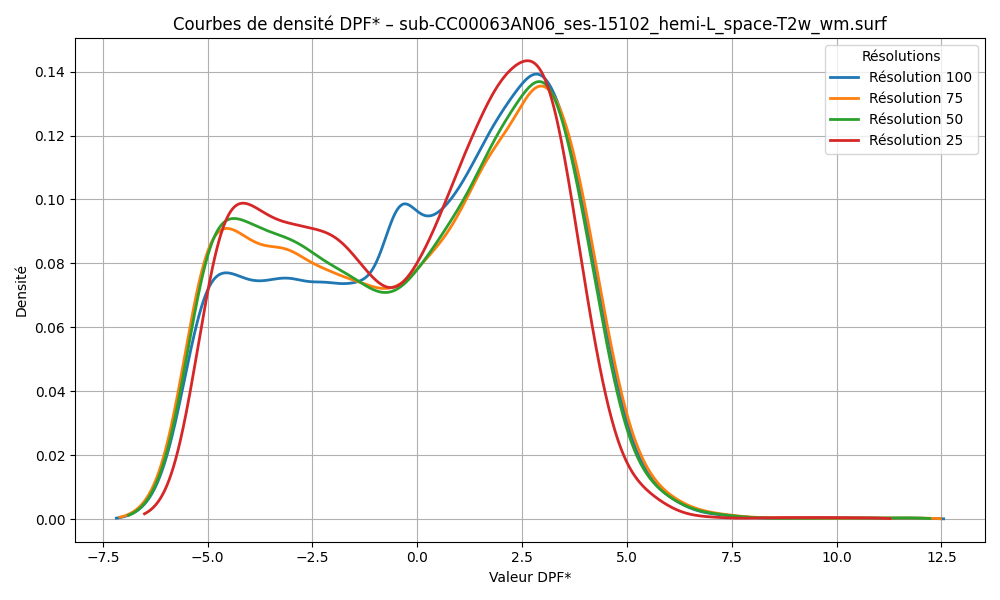 Courbes de densité DPF* – sub-CC00063AN06_ses-15102_hemi-L_space-T2w_wm.surf
Résolutions
Résolution 100
Résolution 75
Résolution 50
Résolution 25
Densité
0.14
0.12
0.10
0.08
0.06
0.04
0.02
0.00
−7.5 −5.0 −2.5 0.0 2.5 5.0 7.5 10.0 12.5
Valeur DPF*